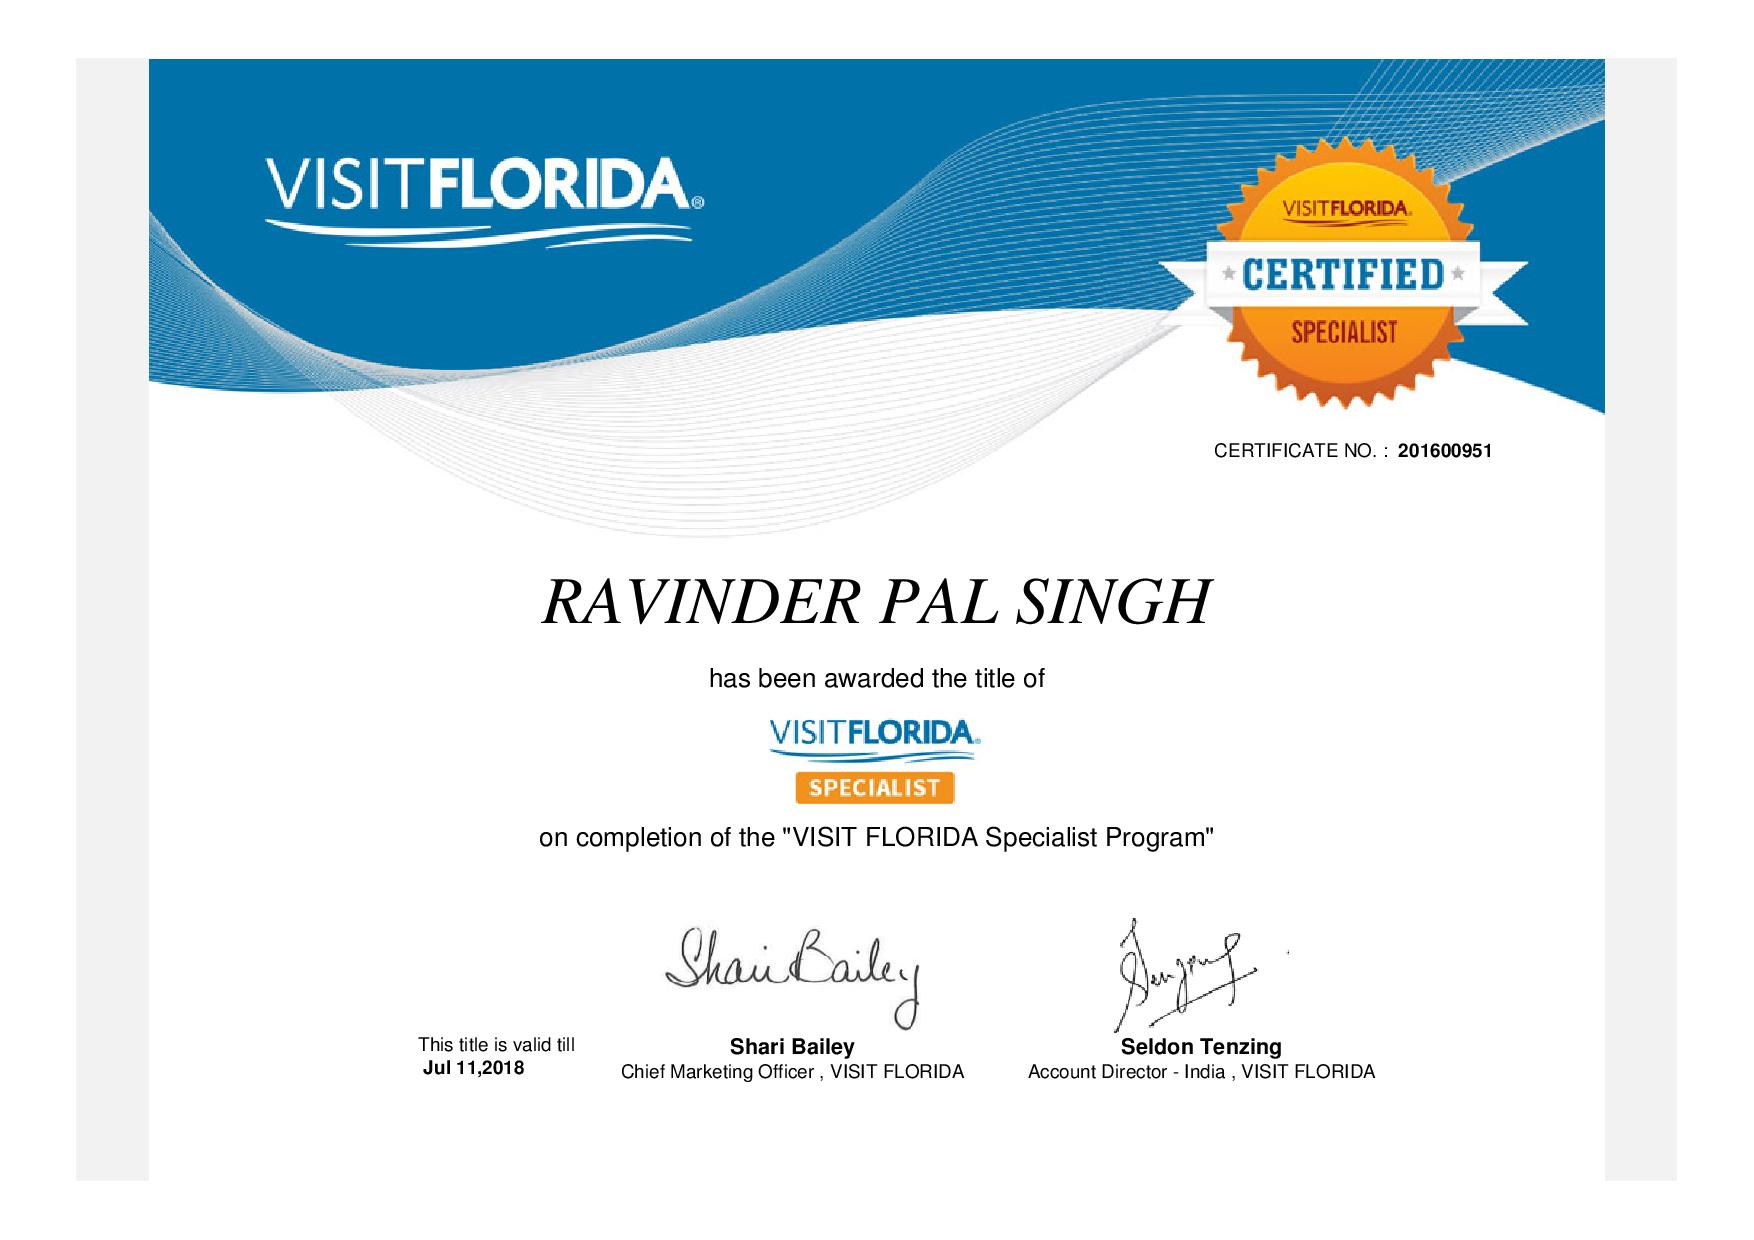 VISITFLORIDA®
VISITFLORIDA®
CERTIFIED
SPECIALIST
CERTIFICATE NO. : 201600951
RAVINDER PAL SINGH
has been awarded the title of
VISITFLORIDA®
SPECIALIST
on completion of the "VISIT FLORIDA Specialist Program"
Shari Bailey
This title is valid till
Jul 11,2018
Shari Bailey
Chief Marketing Officer , VISIT FLORIDA
Seldon Tenzing
Account Director - India , VISIT FLORIDA